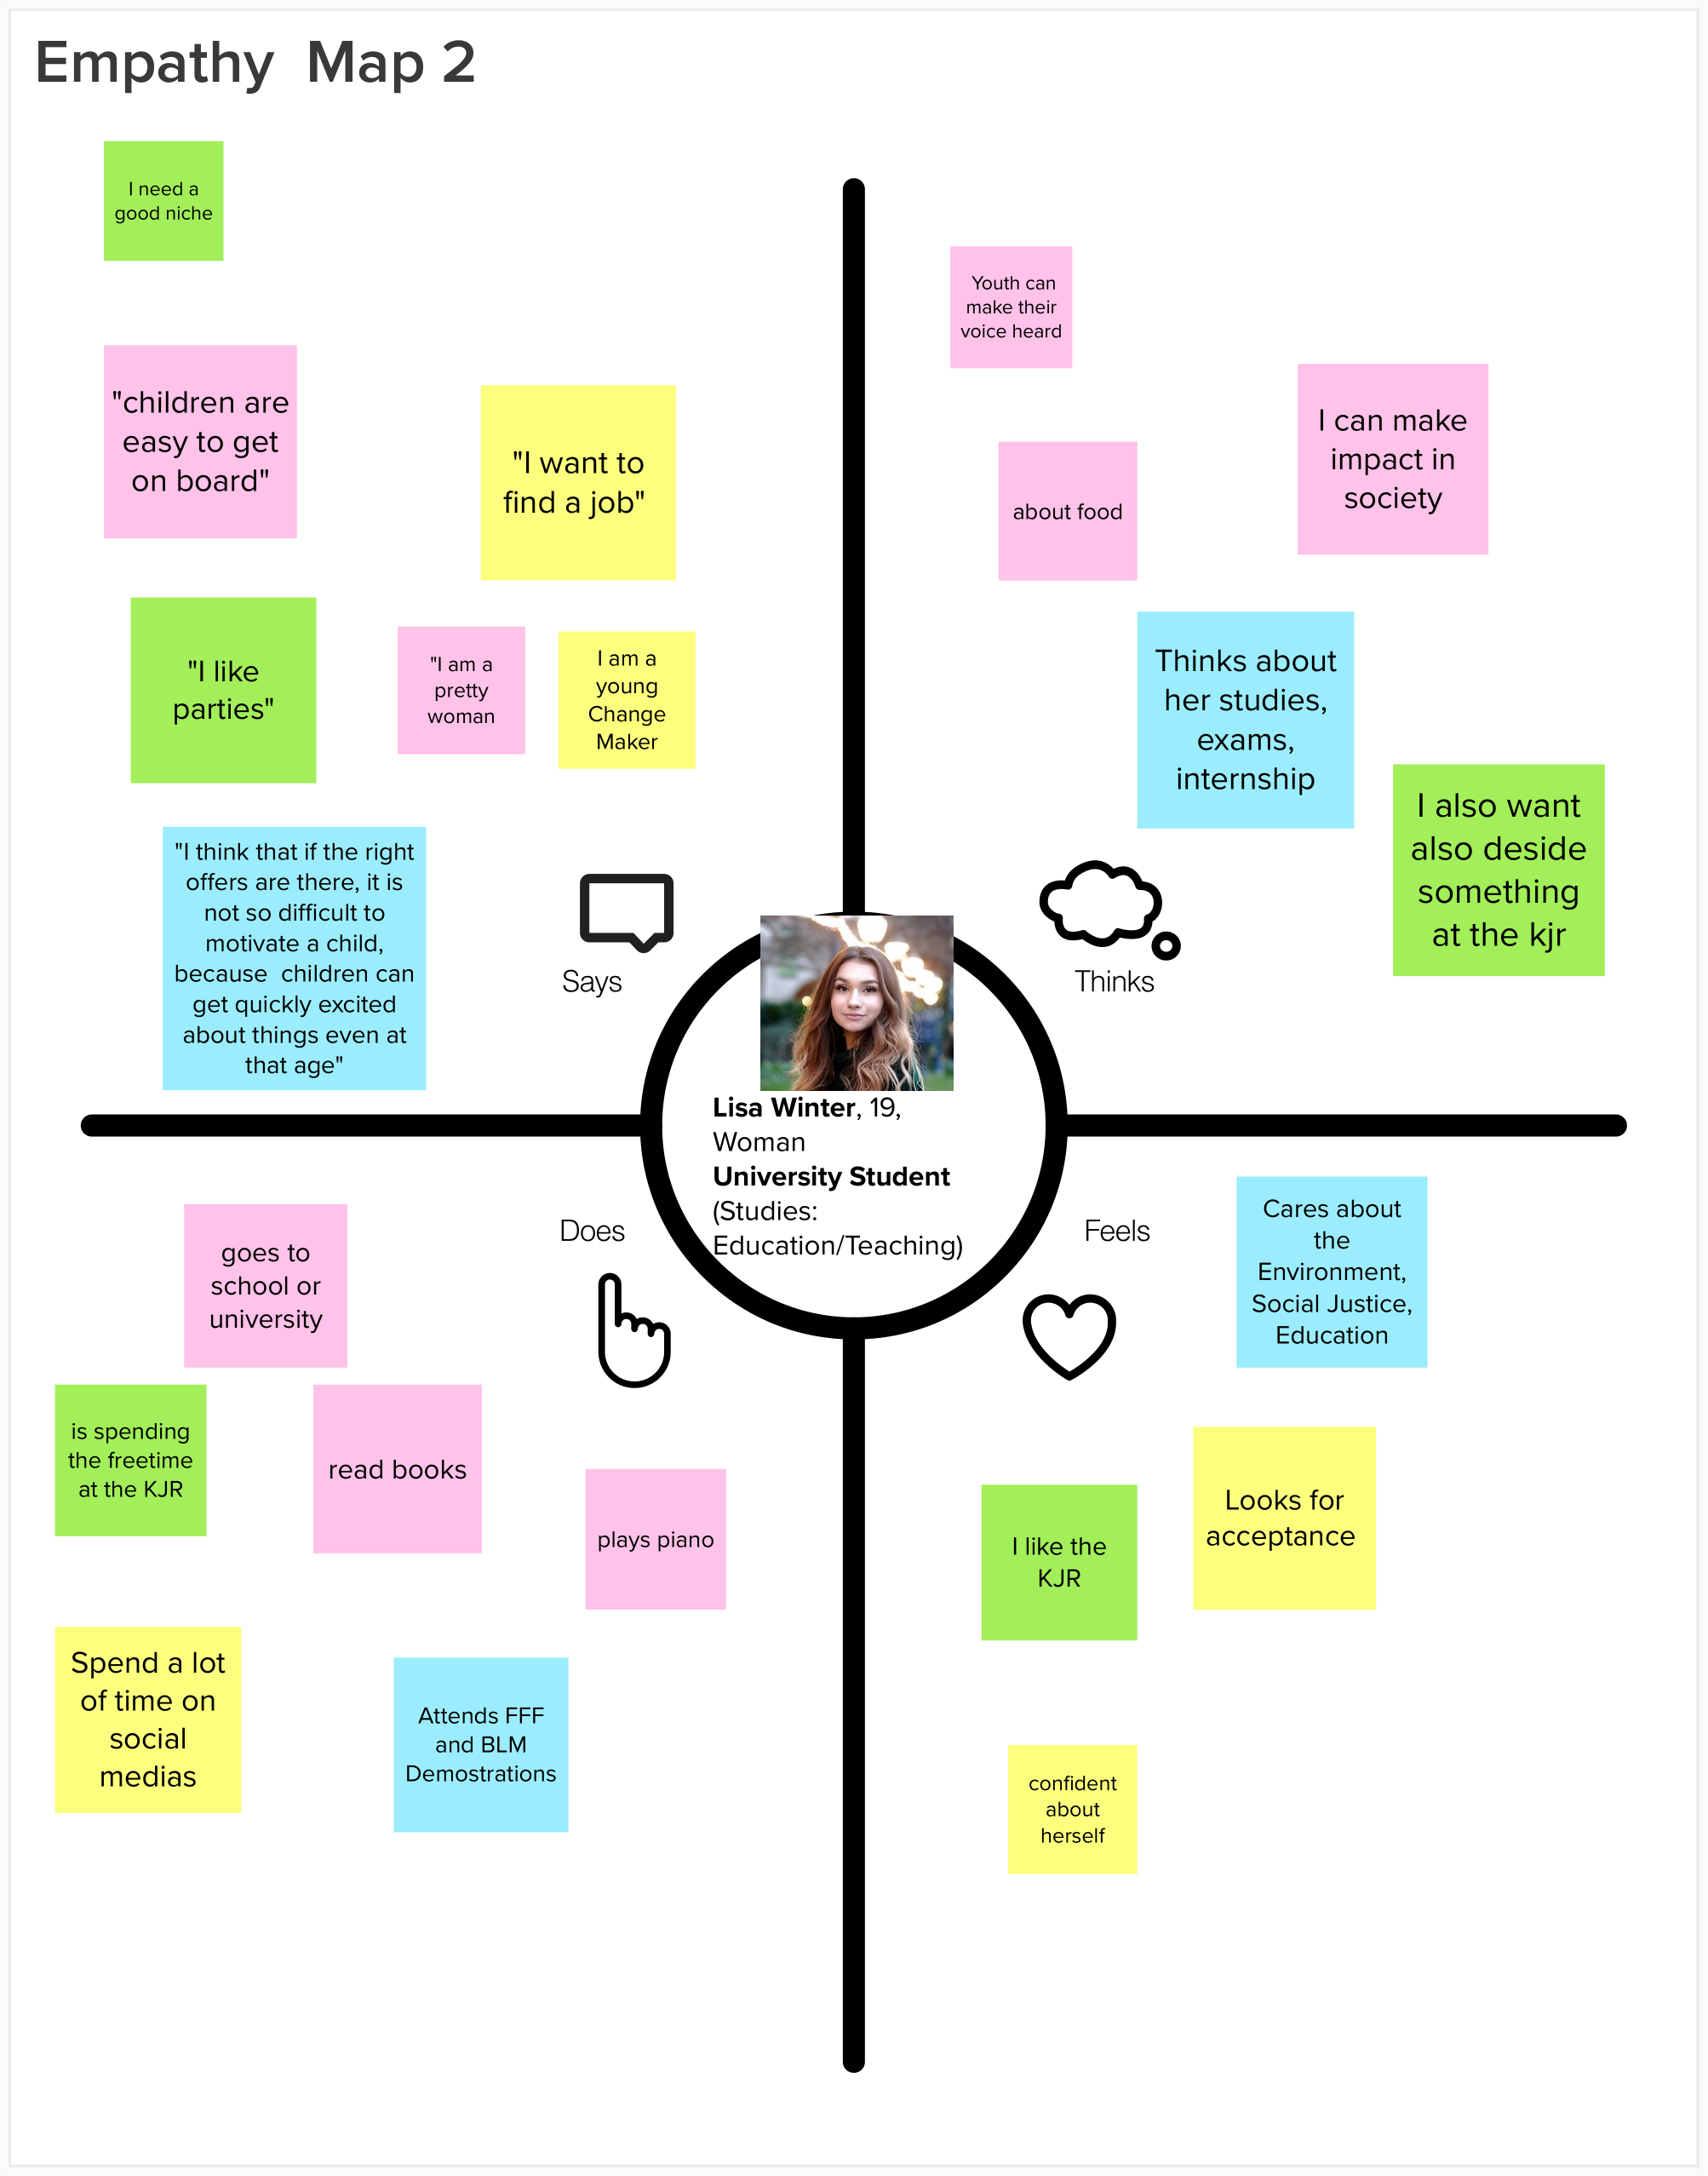 Empathy  Map 2
I need a
good niche
"children are
easy to get
on board"
"I want to
find a job"
"I like
parties"
"I am a
pretty
woman
I am a
young
Change
Maker
"I think that if the right
offers are there, it is
not so difficult to
motivate a child,
because  children can
get quickly excited
about things even at
that age"
Says
Youth can
make their
voice heard
I can make
impact in
society
about food
Thinks about
her studies,
exams,
internship
I also want
also deside
something
at the kjr
Thinks
Lisa Winter, 19,
Woman
University Student
(Studies:
Education/Teaching)
Does
goes to
school or
university
is spending
the freetime
at the KJR
read books
plays piano
Spend a lot
of time on
social
medias
Attends FFF
and BLM
Demostrations
Feels
Cares about
the
Environment,
Social Justice,
Education
Looks for
acceptance
I like the
KJR
confident
about
herself